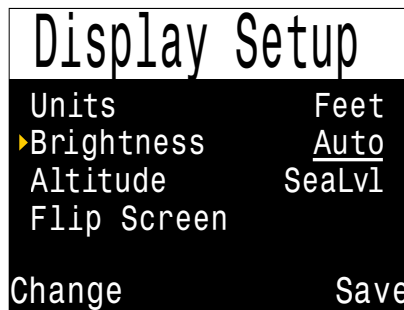 Display Setup
Units Feet
Brightness Auto
Altitude SeaLvl
Flip Screen
Change Save